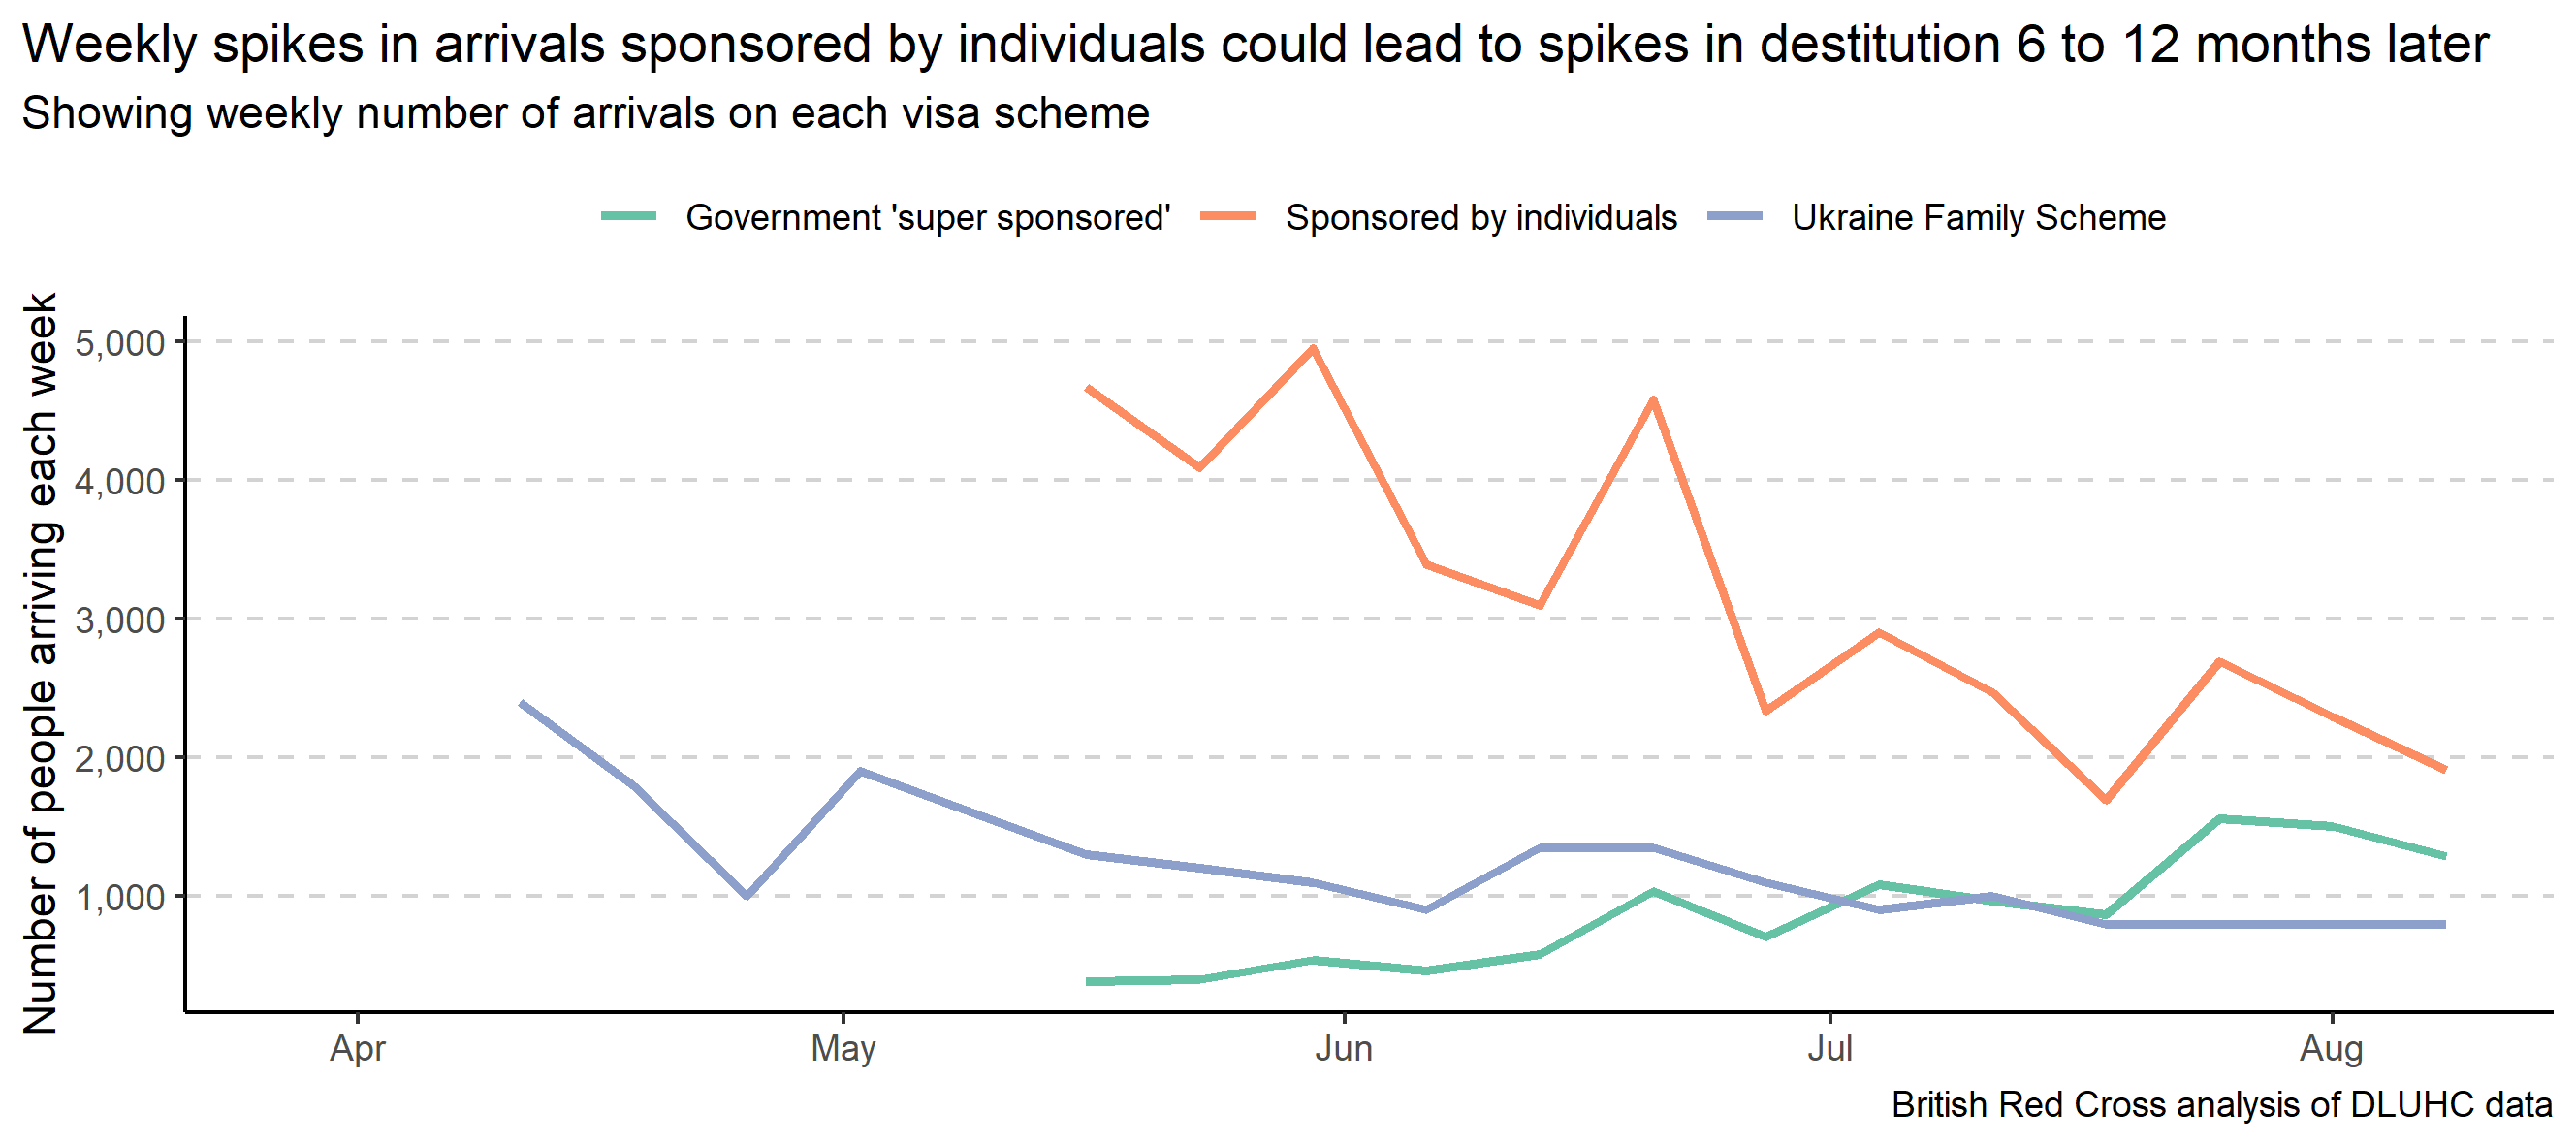 Weekly spikes in arrivals sponsored by individuals could lead to spikes in destitution 6 to 12 months later
Showing weekly number of arrivals on each visa scheme
Government 'super sponsored' Sponsored by individuals Ukraine Family Scheme
Number of people arriving each week
5,000
4,000
3,000
2,000
1,000
Apr May Jun Jul Aug
British Red Cross analysis of DLUHC data